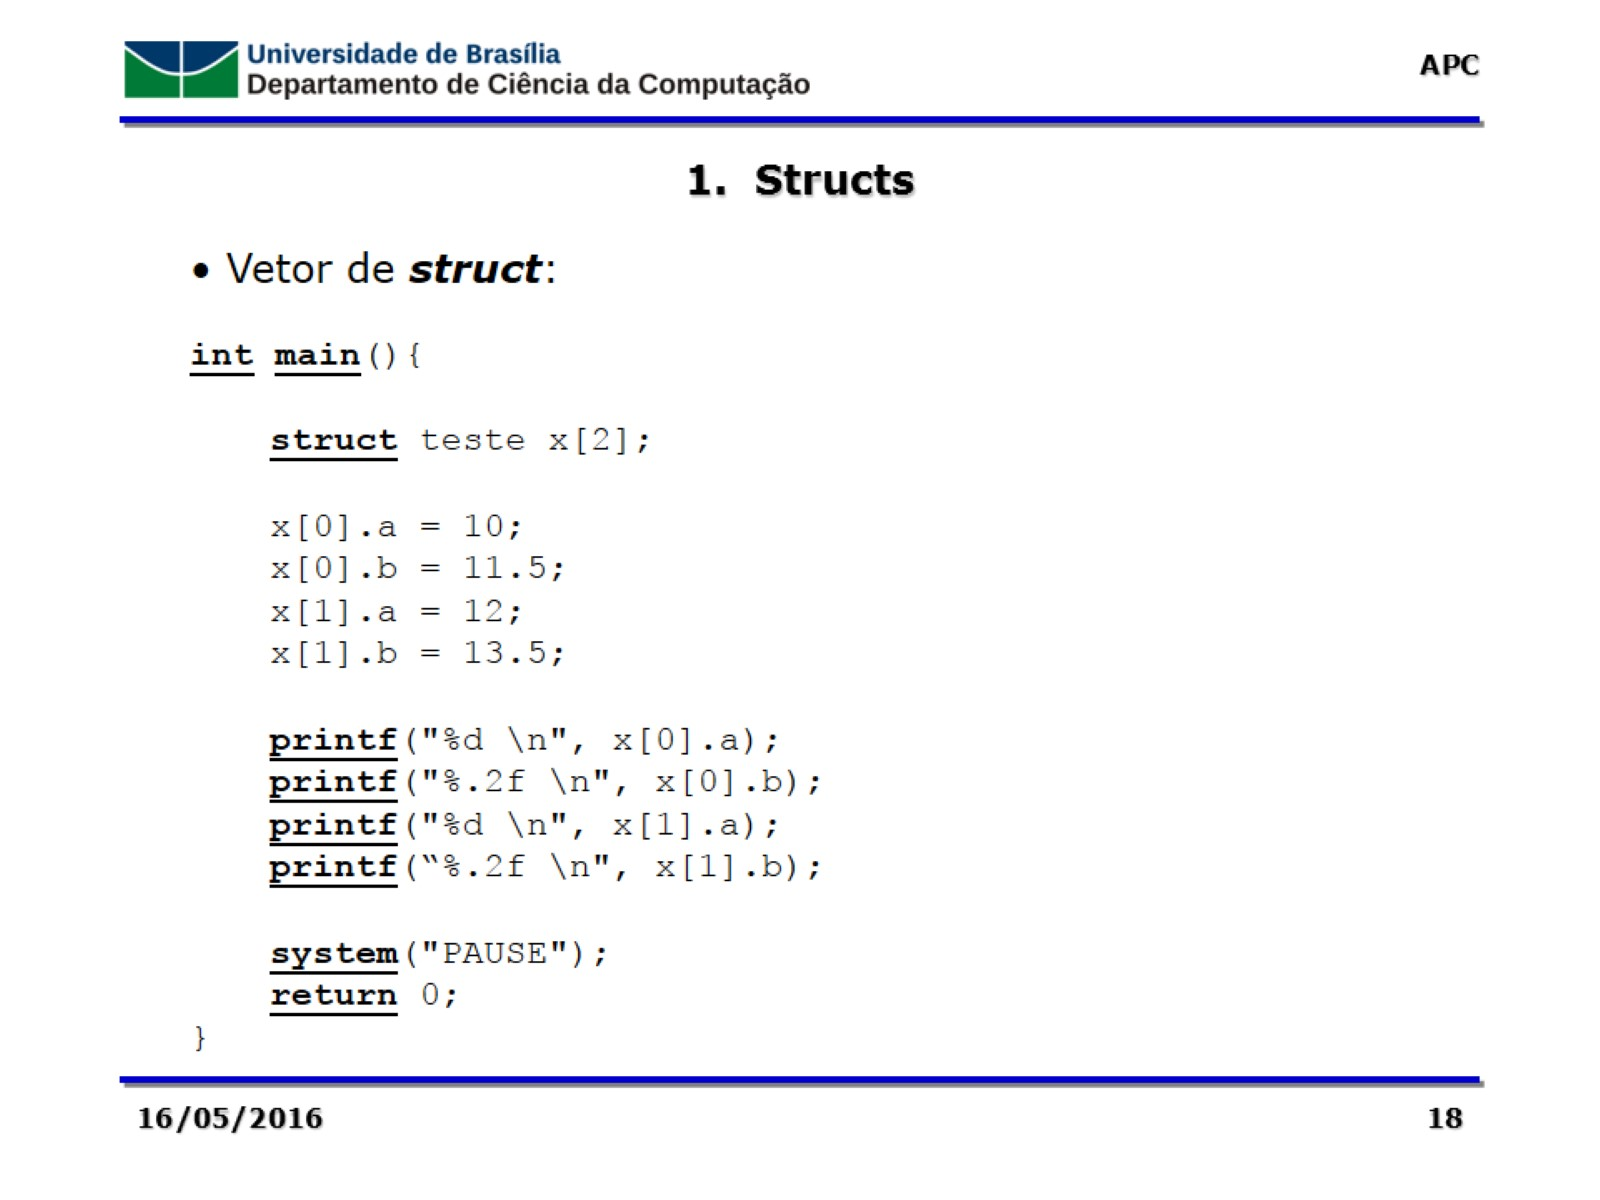 Universidade de Brasília
Departamento de Ciência da Computação
APC
1. Structs
• Vetor de struct:
int main(){
struct teste x[2];
x[0].a = 10;
x[0].b = 11.5;
x[1].a = 12;
x[1].b = 13.5;
printf("%d \n", x[0].a);
printf("%.2f \n", x[0].b);
printf("%d \n", x[1].a);
printf(“%.2f \n", x[1].b);
system("PAUSE");
return 0;
}
16/05/2016
18